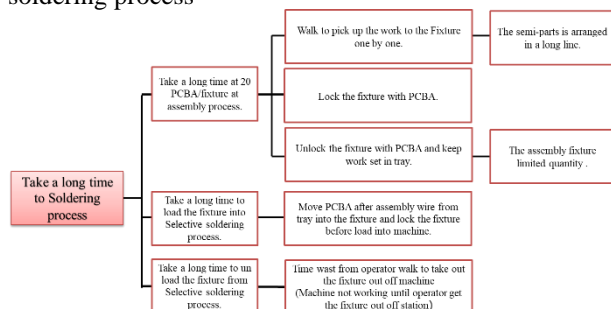 soldering process
Walk to pick up the work to the Fixture
one by one.
The semi-parts is arranged
in a long line.
Take a long time at 20
PCBA/fixture at
assembly process.
Lock the fixture with PCBA.
Unlock the fixture with PCBA and keep
work set in tray.
The assembly fixture
limited quantity .
Take a long time
to Soldering
process
Take a long time to
load the fixture into
Selective soldering
process.
Move PCBA after assembly wire from
tray into the fixture and lock the fixture
before load into machine.
Take a long time to un
load the fixture from
Selective soldering
process.
Time wast from operator walk to take out
the fixture out off machine
(Machine not working until operator get
the fixture out off station)